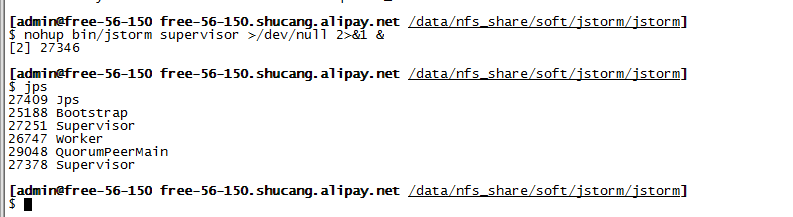 [admin@free-56-150 free-56-150.shucang.alipay.net /data/nfs_share/soft/jstorm/jstorm]
$ nohup bin/jstorm supervisor >/dev/null 2>&1 &
[2] 27346
[admin@free-56-150 free-56-150.shucang.alipay.net /data/nfs_share/soft/jstorm/jstorm]
$ jps
27409 Jps
25188 Bootstrap
27251 Supervisor
26747 Worker
29048 QuorumPeerMain
27378 Supervisor
[admin@free-56-150 free-56-150.shucang.alipay.net /data/nfs_share/soft/jstorm/jstorm]
$